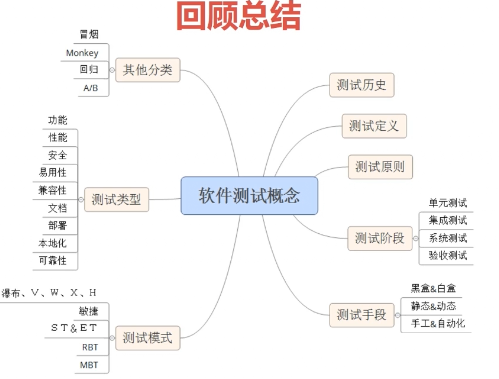 回顾总结
软件测试概念
测试历史
测试定义
测试原则
测试阶段
单元测试
集成测试
系统测试
验收测试
测试手段
黑盒&白盒
静态&动态
手工&自动化
其他分类
冒烟
Monkey
回归
A/B
测试类型
功能
性能
安全
易用性
兼容性
文档
部署
本地化
可靠性
测试模式
瀑布、V、W、X、H
敏捷
ST&ET
RBT
MBT